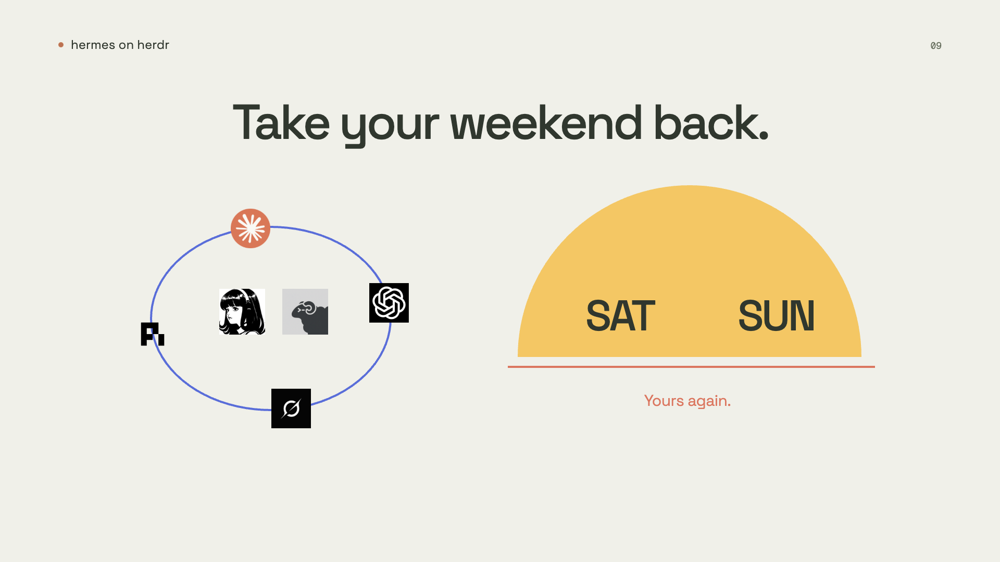 hermes on herdr
09
Take your weekend back.
SAT SUN
Yours again.